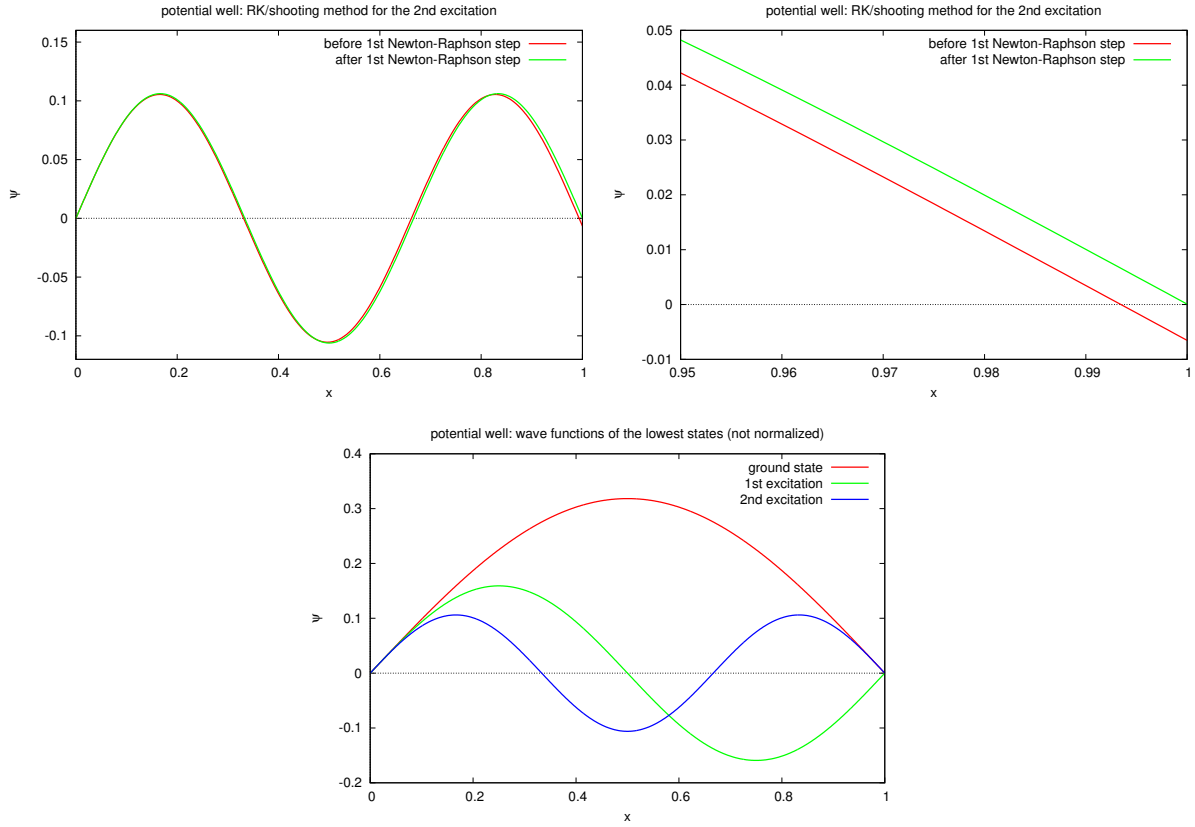 potential well: RK/shooting method for the 2nd excitation
before 1st Newton-Raphson step
after 1st Newton-Raphson step
0.15
0.1
0.05
0
-0.05
-0.1
ψ
0 0.2 0.4 0.6 0.8 1
x
potential well: RK/shooting method for the 2nd excitation
before 1st Newton-Raphson step
after 1st Newton-Raphson step
0.05
0.04
0.03
0.02
0.01
0
-0.01
ψ
0.95 0.96 0.97 0.98 0.99 1
x
potential well: wave functions of the lowest states (not normalized)
ground state
1st excitation
2nd excitation
0.4
0.3
0.2
0.1
0
-0.1
-0.2
ψ
0 0.2 0.4 0.6 0.8 1
x